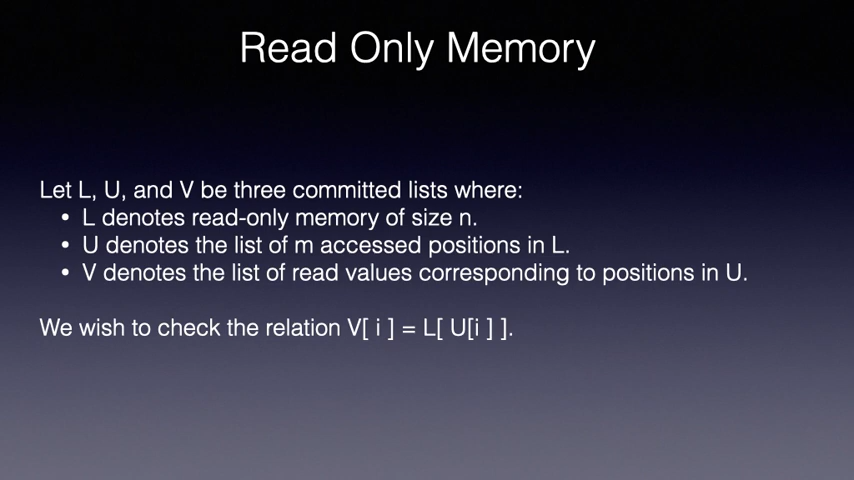 Read Only Memory
Let L, U, and V be three committed lists where:
• L denotes read-only memory of size n.
• U denotes the list of m accessed positions in L.
• V denotes the list of read values corresponding to positions in U.
We wish to check the relation V[ i ] = L[ U[i ] ].